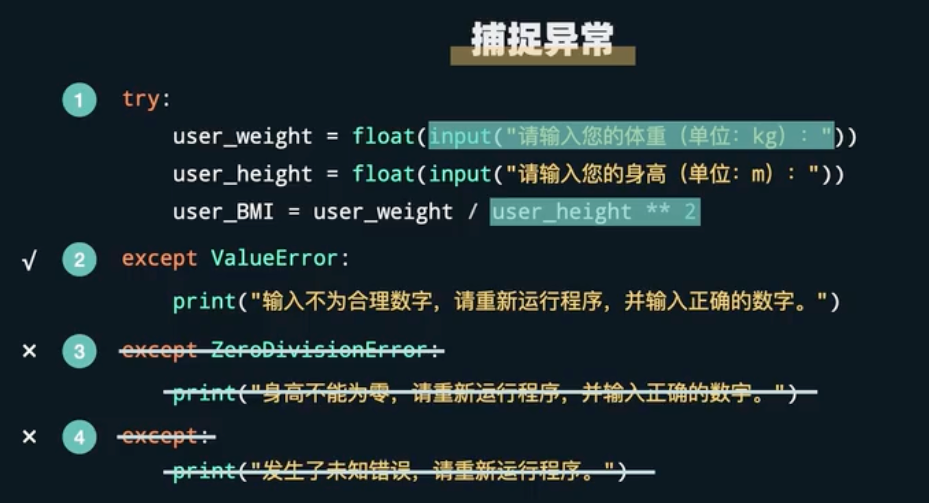 捕捉异常
1 try:
user_weight = float(input("请输入您的体重（单位：kg）："))
user_height = float(input("请输入您的身高（单位：m）："))
user_BMI = user_weight / user_height ** 2
√ 2 except ValueError:
print("输入不为合理数字，请重新运行程序，并输入正确的数字。")
× 3 except ZeroDivisionError:
print("身高不能为零，请重新运行程序，并输入正确的数字。")
× 4 except:
print("发生了未知错误，请重新运行程序。")